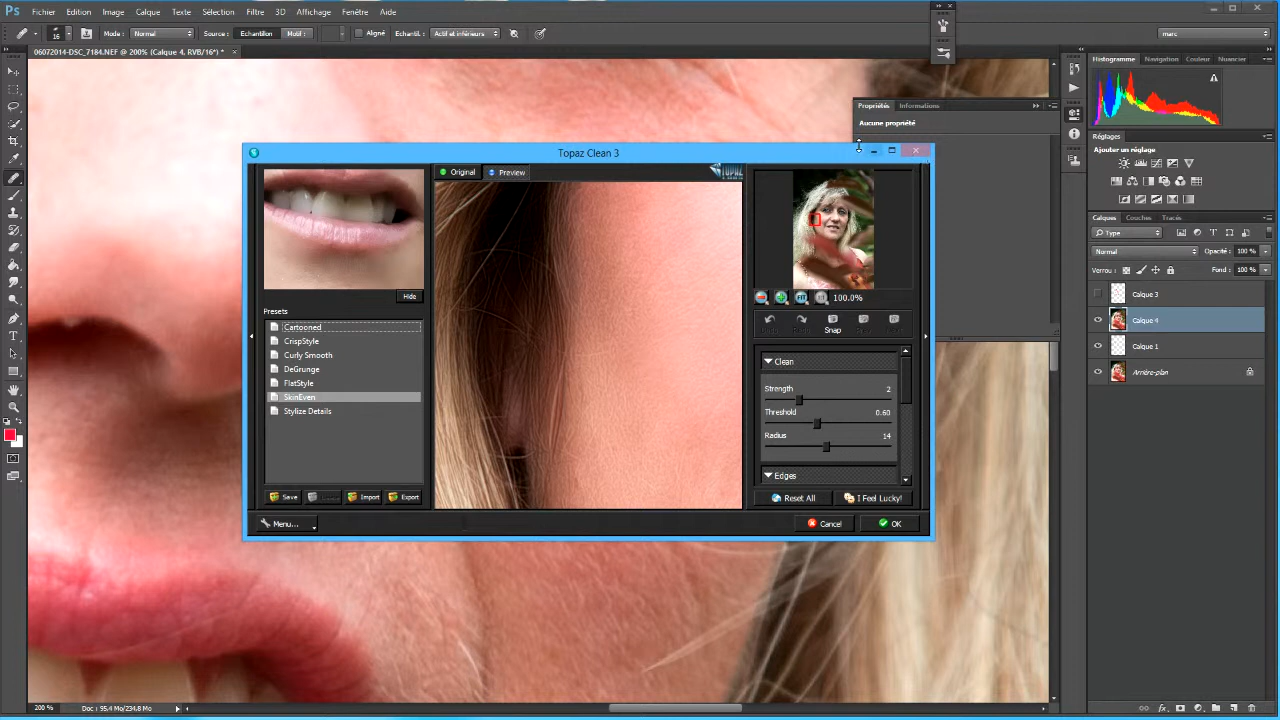 Ps Fichier Edition Image Calque Texte Sélection Filtre 3D Affichage Fenêtre Aide
16 Mode : Normal Source : Echantillon Motif : Aligné Echantil. : Actif et inférieurs marc
06072014-DSC_7184.NEF @ 200% (Calque 4, RVB/16*) *
Histogramme Navigation Couleur Nuancier
Propriétés Informations
Aucune propriété
Réglages
Ajouter un réglage
Topaz Clean 3
Original Preview TOPAZ
Hide
100.0%
Snap
Presets
Cartooned
CrispStyle
Curly Smooth
DeGrunge
FlatStyle
SkinEven
Stylize Details
Clean
Strength 2
Threshold 0.60
Radius 14
Edges
Save Import Export
Reset All I Feel Lucky!
Menu... Cancel OK
Calques Couches Tracés
Type
Normal Opacité : 100 %
Verrou : Fond : 100 %
Calque 3
Calque 4
Calque 1
Arrière-plan
200 % Doc : 95,4 Mo/234,8 Mo